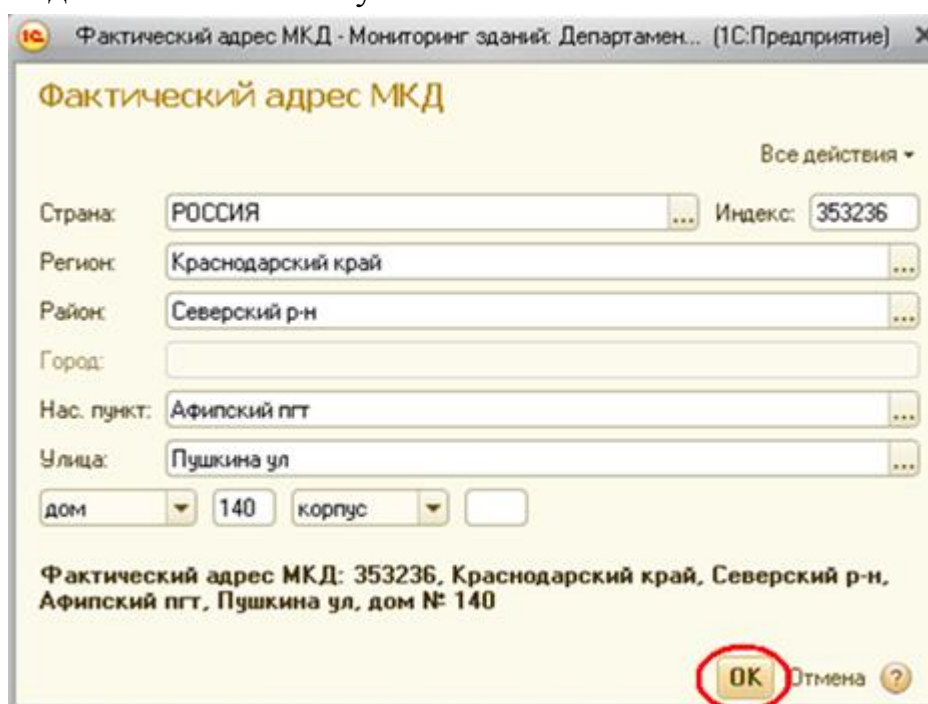 1С Фактический адрес МКД - Мониторинг зданий: Департамен... (1С:Предприятие) X
Фактический адрес МКД
Все действия
Страна: РОССИЯ ... Индекс: 353236
Регион: Краснодарский край ...
Район: Северский р-н ...
Город:
Нас. пункт: Афипский пгт ...
Улица: Пушкина ул ...
дом 140 корпус
Фактический адрес МКД: 353236, Краснодарский край, Северский р-н,
Афипский пгт, Пушкина ул, дом № 140
ОК Отмена ?